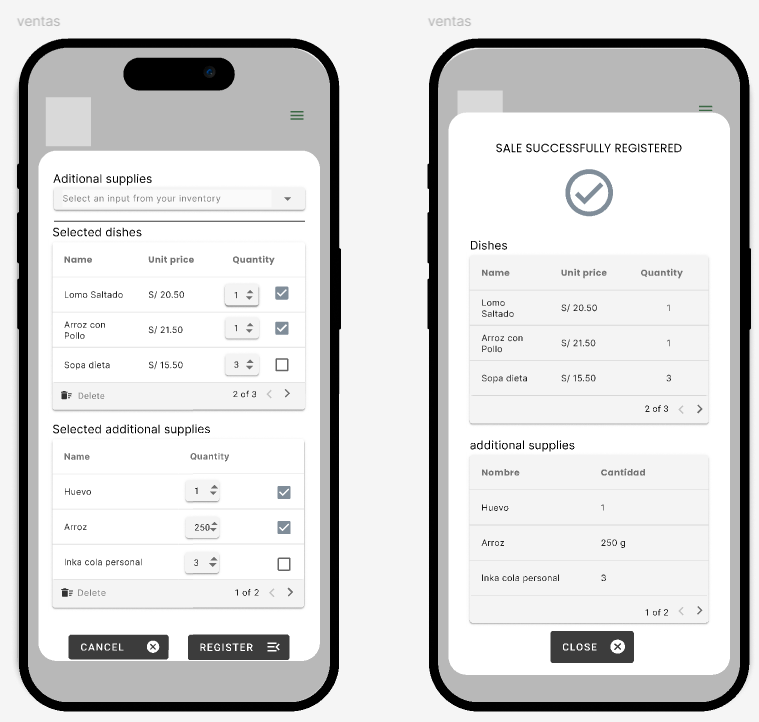 ventas
Aditional supplies
Select an input from your inventory
Selected dishes
Name Unit price Quantity
Lomo Saltado S/ 20.50 1
Arroz con
Pollo S/ 21.50 1
Sopa dieta S/ 15.50 3
Delete 2 of 3
Selected additional supplies
Name Quantity
Huevo 1
Arroz 250
Inka cola personal 3
Delete 1 of 2
CANCEL REGISTER
ventas
SALE SUCCESSFULLY REGISTERED
Dishes
Name Unit price Quantity
Lomo
Saltado S/ 20.50 1
Arroz con
Pollo S/ 21.50 1
Sopa dieta S/ 15.50 3
2 of 3
additional supplies
Nombre Cantidad
Huevo 1
Arroz 250 g
Inka cola personal 3
1 of 2
CLOSE